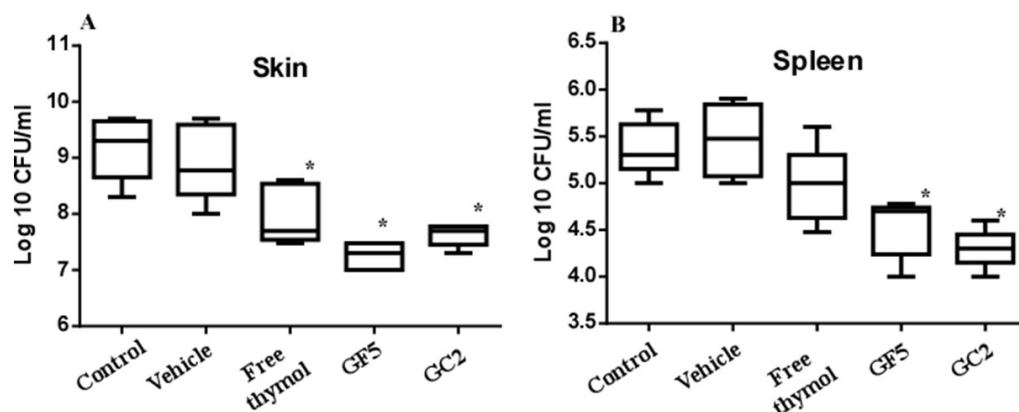 A
Skin
Log 10 CFU/ml
11
10
9
8
7
6
*
*
*
Control
Vehicle
Free
thymol
GF5
GC2
B
Spleen
Log 10 CFU/ml
6.5
6.0
5.5
5.0
4.5
4.0
3.5
*
*
Control
Vehicle
Free
thymol
GF5
GC2